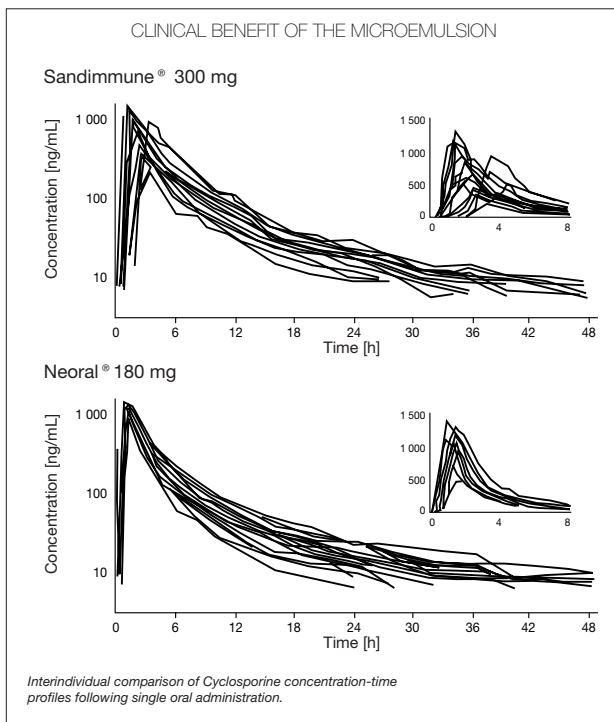 CLINICAL BENEFIT OF THE MICROEMULSION
Sandimmune® 300 mg
Concentration [ng/mL]
1 000
100
10
1 500
1 000
500
0
0 4 8
0 6 12 18 24 30 36 42 48
Time [h]
Neoral® 180 mg
Concentration [ng/mL]
1 000
100
10
1 500
1 000
500
0
0 4 8
0 6 12 18 24 30 36 42 48
Time [h]
Interindividual comparison of Cyclosporine concentration-time
profiles following single oral administration.